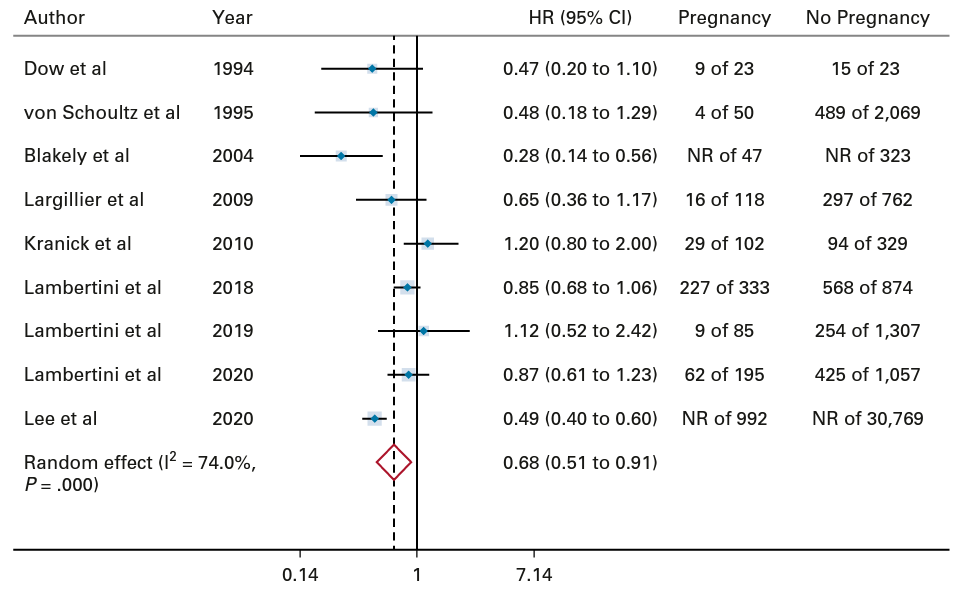 Author Year HR (95% CI) Pregnancy No Pregnancy
Dow et al 1994 0.47 (0.20 to 1.10) 9 of 23 15 of 23
von Schoultz et al 1995 0.48 (0.18 to 1.29) 4 of 50 489 of 2,069
Blakely et al 2004 0.28 (0.14 to 0.56) NR of 47 NR of 323
Largillier et al 2009 0.65 (0.36 to 1.17) 16 of 118 297 of 762
Kranick et al 2010 1.20 (0.80 to 2.00) 29 of 102 94 of 329
Lambertini et al 2018 0.85 (0.68 to 1.06) 227 of 333 568 of 874
Lambertini et al 2019 1.12 (0.52 to 2.42) 9 of 85 254 of 1,307
Lambertini et al 2020 0.87 (0.61 to 1.23) 62 of 195 425 of 1,057
Lee et al 2020 0.49 (0.40 to 0.60) NR of 992 NR of 30,769
Random effect (I² = 74.0%, 0.68 (0.51 to 0.91)
P = .000)
0.14 1 7.14